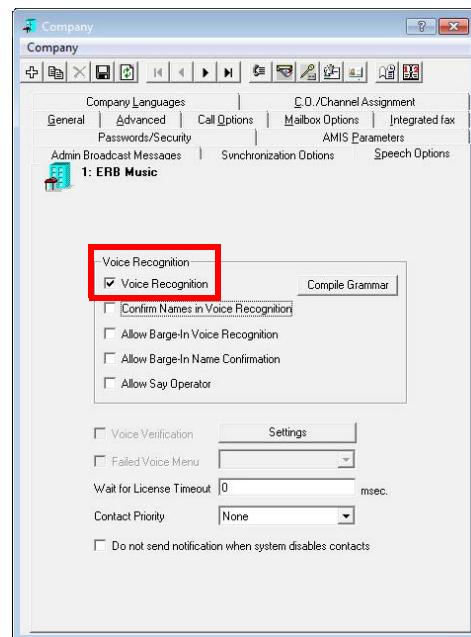 Company
Company
Company Languages C.O./Channel Assignment
General Advanced Call Options Mailbox Options Integrated fax
Passwords/Security AMIS Parameters
Admin Broadcast Messages Synchronization Options Speech Options
1: ERB Music
Voice Recognition
Voice Recognition Compile Grammar
Confirm Names in Voice Recognition
Allow Barge-In Voice Recognition
Allow Barge-In Name Confirmation
Allow Say Operator
Voice Verification Settings
Failed Voice Menu
Wait for License Timeout 0 msec.
Contact Priority None
Do not send notification when system disables contacts